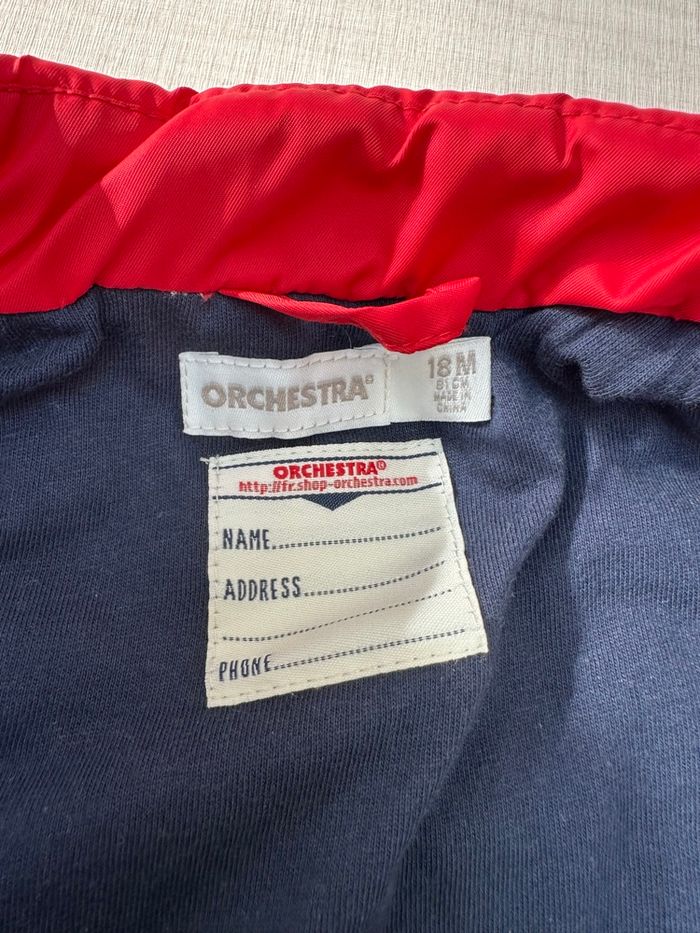 ORCHESTRA®
18M
81CM
MADE IN
CHINA
ORCHESTRA®
http://fr.shop-orchestra.com
NAME
ADDRESS
PHONE